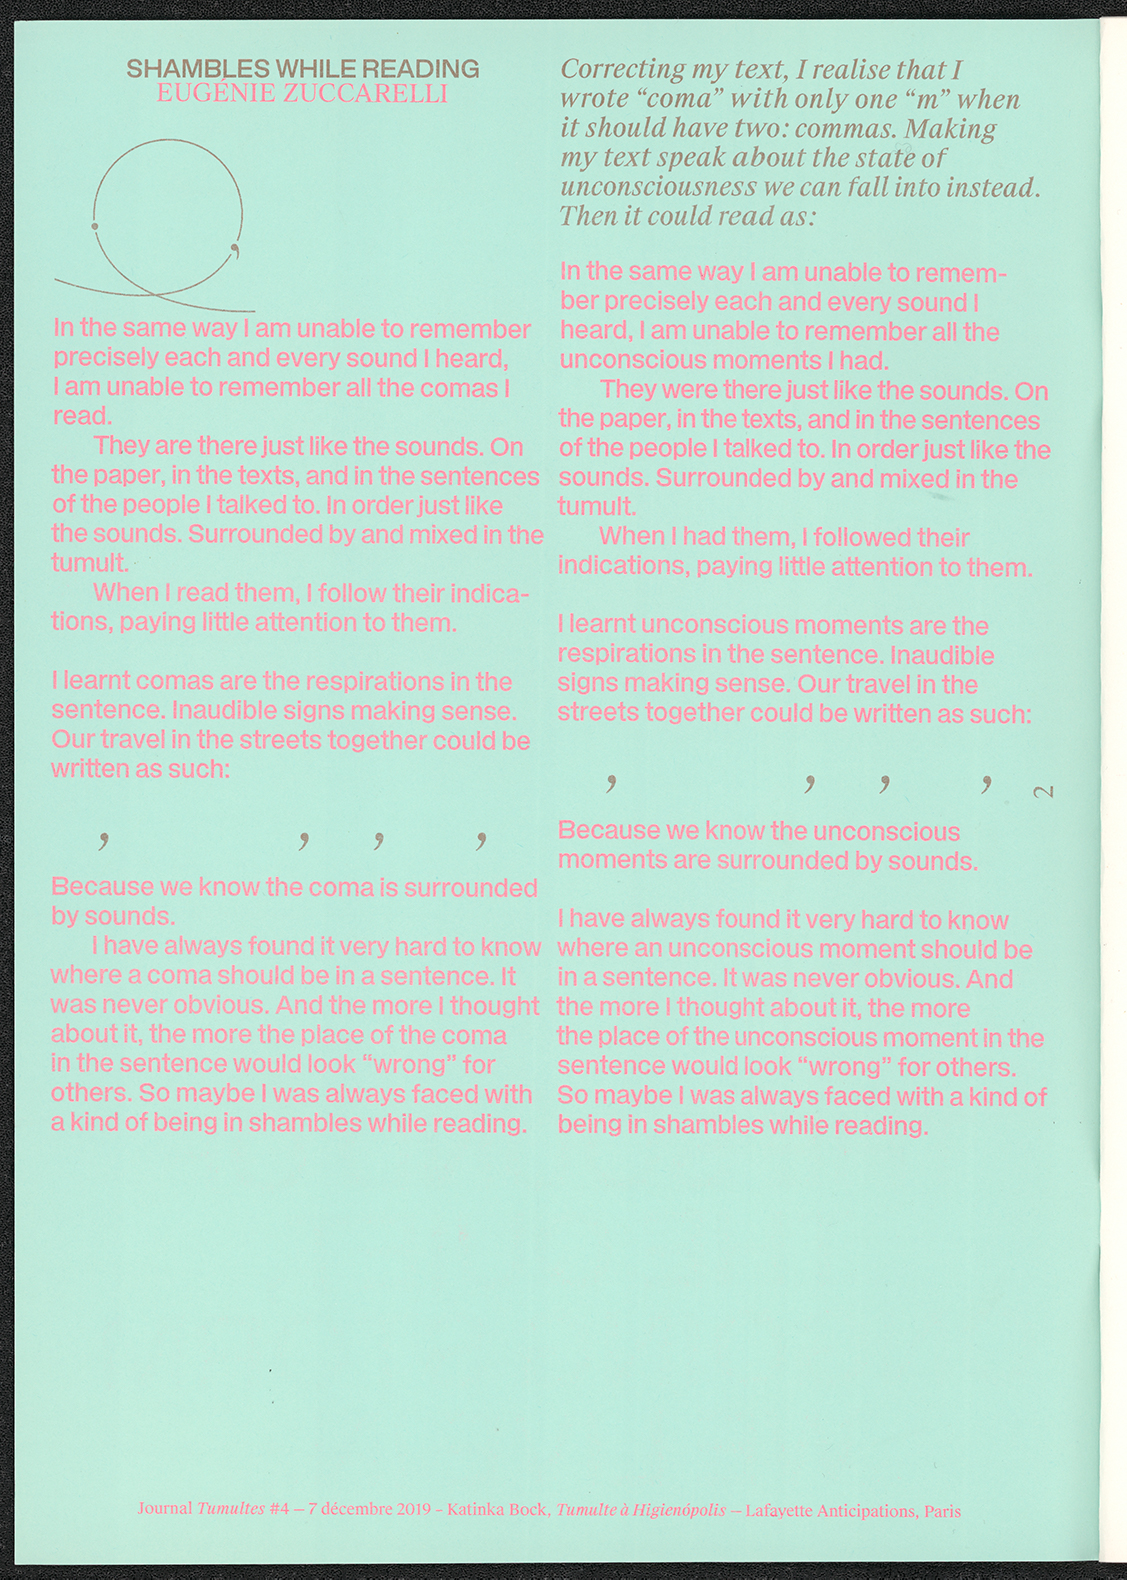 SHAMBLES WHILE READING
EUGÉNIE ZUCCARELLI
In the same way I am unable to remember
precisely each and every sound I heard,
I am unable to remember all the comas I
read.
They are there just like the sounds. On
the paper, in the texts, and in the sentences
of the people I talked to. In order just like
the sounds. Surrounded by and mixed in the
tumult.
When I read them, I follow their indica-
tions, paying little attention to them.
I learnt comas are the respirations in the
sentence. Inaudible signs making sense.
Our travel in the streets together could be
written as such:
, , , ,
Because we know the coma is surrounded
by sounds.
I have always found it very hard to know
where a coma should be in a sentence. It
was never obvious. And the more I thought
about it, the more the place of the coma
in the sentence would look “wrong” for
others. So maybe I was always faced with
a kind of being in shambles while reading.
Correcting my text, I realise that I
wrote “coma” with only one “m” when
it should have two: commas. Making
my text speak about the state of
unconsciousness we can fall into instead.
Then it could read as:
In the same way I am unable to remem-
ber precisely each and every sound I
heard, I am unable to remember all the
unconscious moments I had.
They were there just like the sounds. On
the paper, in the texts, and in the sentences
of the people I talked to. In order just like the
sounds. Surrounded by and mixed in the
tumult.
When I had them, I followed their
indications, paying little attention to them.
I learnt unconscious moments are the
respirations in the sentence. Inaudible
signs making sense. Our travel in the
streets together could be written as such:
, , , ,
2
Because we know the unconscious
moments are surrounded by sounds.
I have always found it very hard to know
where an unconscious moment should be
in a sentence. It was never obvious. And
the more I thought about it, the more
the place of the unconscious moment in the
sentence would look “wrong” for others.
So maybe I was always faced with a kind of
being in shambles while reading.
Journal Tumultes #4 – 7 décembre 2019 – Katinka Bock, Tumulte à Higienópolis – Lafayette Anticipations, Paris